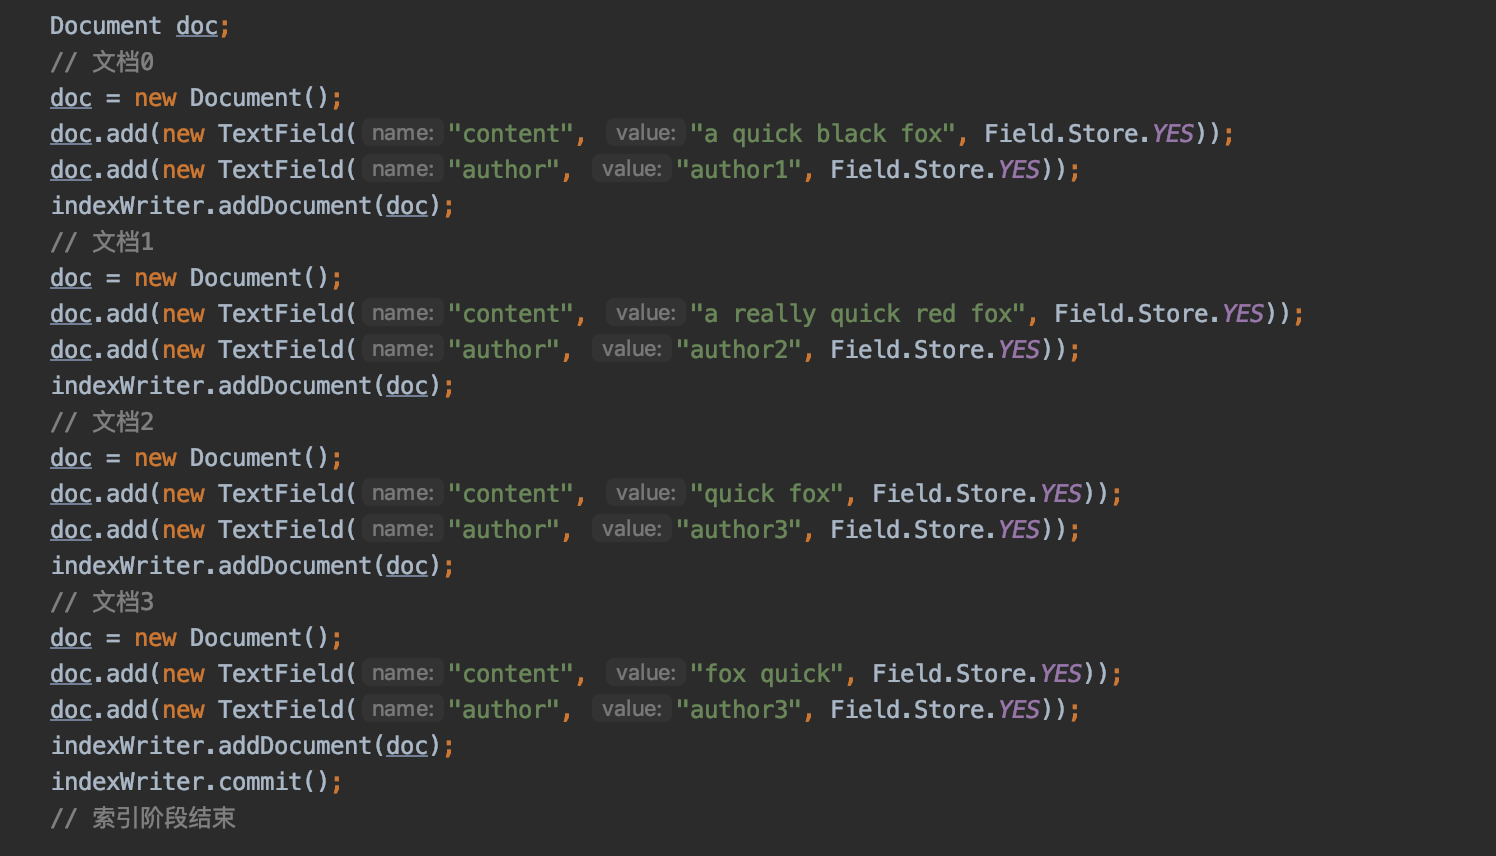 Document doc;
// 文档0
doc = new Document();
doc.add(new TextField( name: "content", value: "a quick black fox", Field.Store.YES));
doc.add(new TextField( name: "author", value: "author1", Field.Store.YES));
indexWriter.addDocument(doc);
// 文档1
doc = new Document();
doc.add(new TextField( name: "content", value: "a really quick red fox", Field.Store.YES));
doc.add(new TextField( name: "author", value: "author2", Field.Store.YES));
indexWriter.addDocument(doc);
// 文档2
doc = new Document();
doc.add(new TextField( name: "content", value: "quick fox", Field.Store.YES));
doc.add(new TextField( name: "author", value: "author3", Field.Store.YES));
indexWriter.addDocument(doc);
// 文档3
doc = new Document();
doc.add(new TextField( name: "content", value: "fox quick", Field.Store.YES));
doc.add(new TextField( name: "author", value: "author3", Field.Store.YES));
indexWriter.addDocument(doc);
indexWriter.commit();
// 索引阶段结束